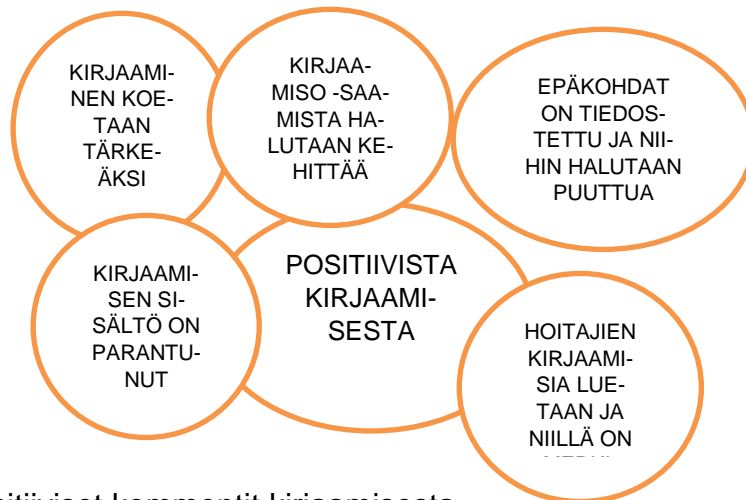 KIRJAAMI-
NEN KOE-
TAAN
TÄRKE-
ÄKSI
KIRJAA-
MISO -SAA-
MISTA HA-
LUTAAN KE-
HITTÄÄ
EPÄKOHDAT
ON TIEDOS-
TETTU JA NII-
HIN HALUTAAN
PUUTTUA
KIRJAAMI-
SEN SI-
SÄLTÖ ON
PARANTU-
NUT
POSITIIVISTA
KIRJAAMI-
SESTA
HOITAJIEN
KIRJAAMI-
SIA LUE-
TAAN JA
NIILLÄ ON
kommentit kirjaamisesta